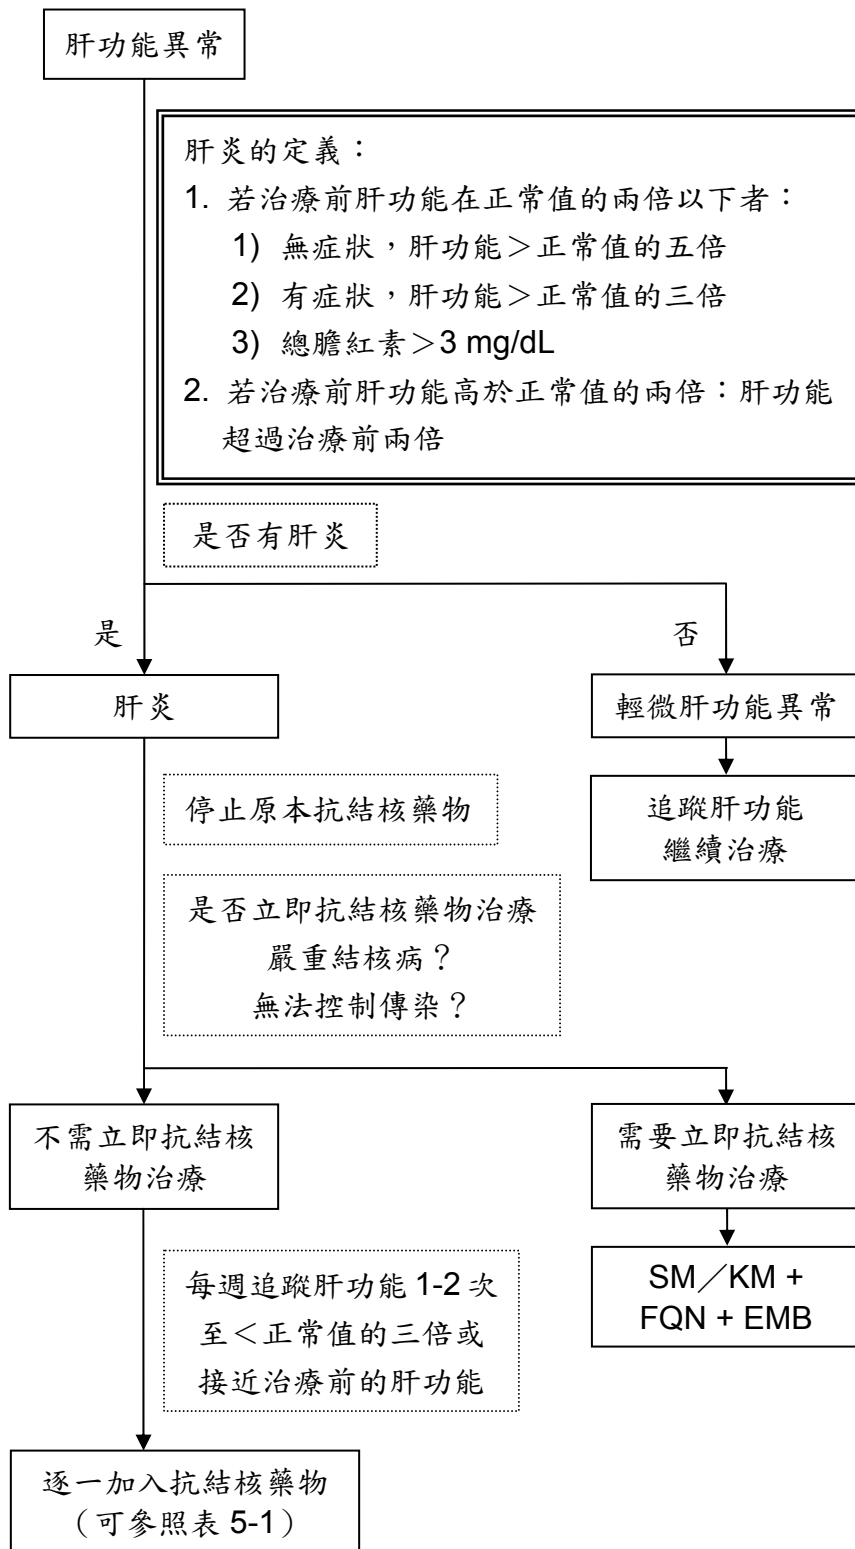 肝功能異常
肝炎的定義：
1. 若治療前肝功能在正常值的兩倍以下者：
1) 無症狀，肝功能＞正常值的五倍
2) 有症狀，肝功能＞正常值的三倍
3) 總膽紅素＞3 mg/dL
2. 若治療前肝功能高於正常值的兩倍：肝功能
超過治療前兩倍
是否有肝炎
是
否
肝炎
輕微肝功能異常
停止原本抗結核藥物
追蹤肝功能
繼續治療
是否立即抗結核藥物治療
嚴重結核病？
無法控制傳染？
不需立即抗結核
藥物治療
需要立即抗結核
藥物治療
每週追蹤肝功能 1-2 次
至＜正常值的三倍或
接近治療前的肝功能
SM／KM +
FQN + EMB
逐一加入抗結核藥物
（可參照表 5-1）